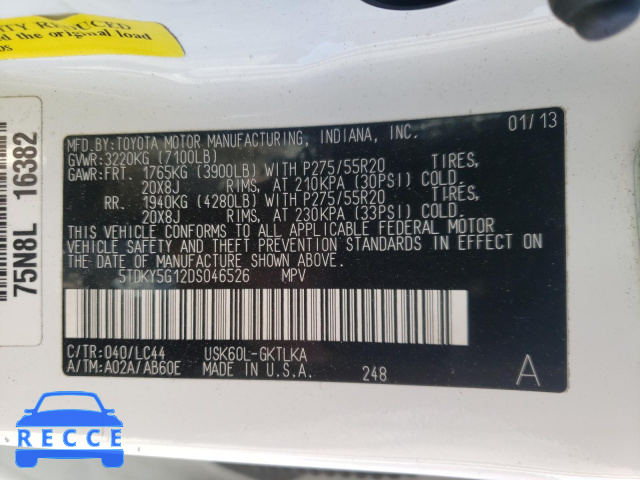 ITY REDUCED
d the original load
os
75N8L 16382
MFD.BY:TOYOTA MOTOR MANUFACTURING, INDIANA, INC. 01/13
GVWR:3220KG (7100LB)
GAWR:FRT. 1765KG (3900LB) WITH P275/55R20 TIRES,
20X8J RIMS, AT 210KPA (30PSI) COLD.
RR. 1940KG (4280LB) WITH P275/55R20 TIRES,
20X8J RIMS, AT 230KPA (33PSI) COLD.
THIS VEHICLE CONFORMS TO ALL APPLICABLE FEDERAL MOTOR
VEHICLE SAFETY AND THEFT PREVENTION STANDARDS IN EFFECT ON
THE DATE OF MANUFACTURE SHOWN ABOVE.
5TDKY5G12DS046526 MPV
C/TR:040/LC44 USK60L-GKTLKA
A/TM:A02A/AB60E MADE IN U.S.A. 248 A